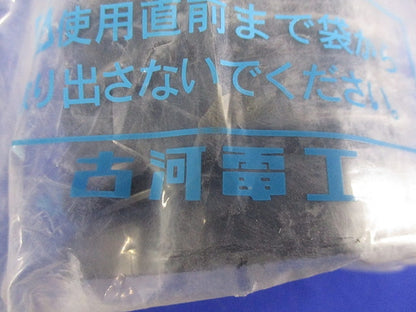 使用直前まで袋から
り出さないでください。
古河電工